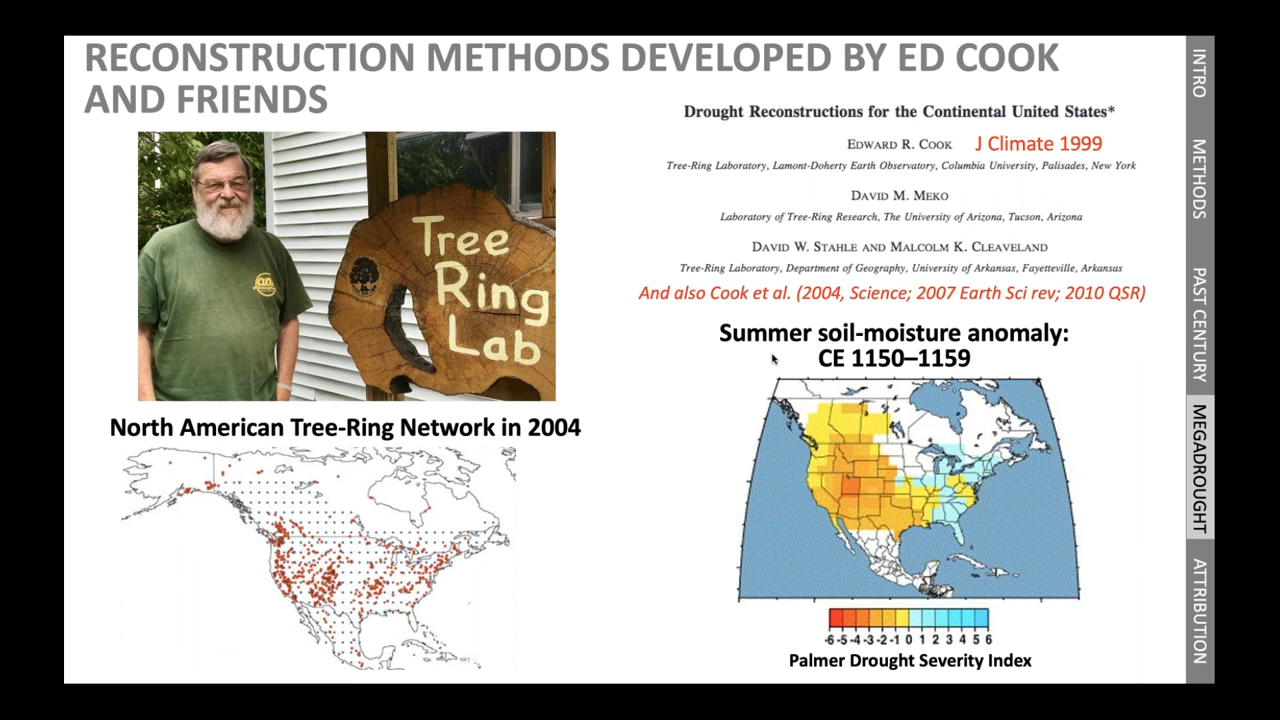 RECONSTRUCTION METHODS DEVELOPED BY ED COOK
AND FRIENDS
Tree
Ring
Lab
North American Tree-Ring Network in 2004
Drought Reconstructions for the Continental United States*
EDWARD R. COOK J Climate 1999
Tree-Ring Laboratory, Lamont-Doherty Earth Observatory, Columbia University, Palisades, New York
DAVID M. MEKO
Laboratory of Tree-Ring Research, The University of Arizona, Tucson, Arizona
DAVID W. STAHLE AND MALCOLM K. CLEAVELAND
Tree-Ring Laboratory, Department of Geography, University of Arkansas, Fayetteville, Arkansas
And also Cook et al. (2004, Science; 2007 Earth Sci rev; 2010 QSR)
Summer soil-moisture anomaly:
CE 1150–1159
-6 -5 -4 -3 -2 -1 0 1 2 3 4 5 6
Palmer Drought Severity Index
INTRO
METHODS
PAST CENTURY
MEGADROUGHT
ATTRIBUTION